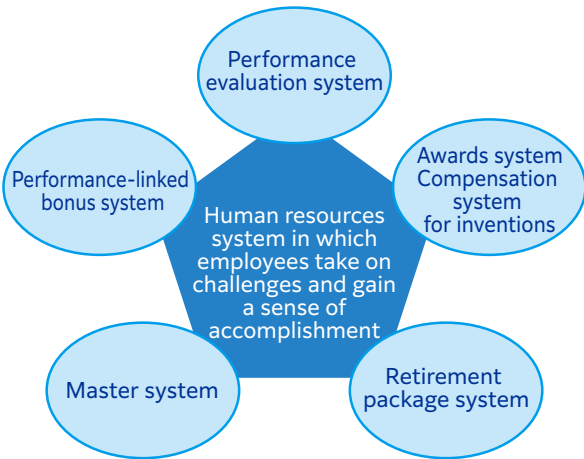 Performance
evaluation system
Performance-linked
bonus system
Awards system
Compensation
system
for inventions
Human resources
system in which
employees take on
challenges and gain
a sense of
accomplishment
Master system
Retirement
package system